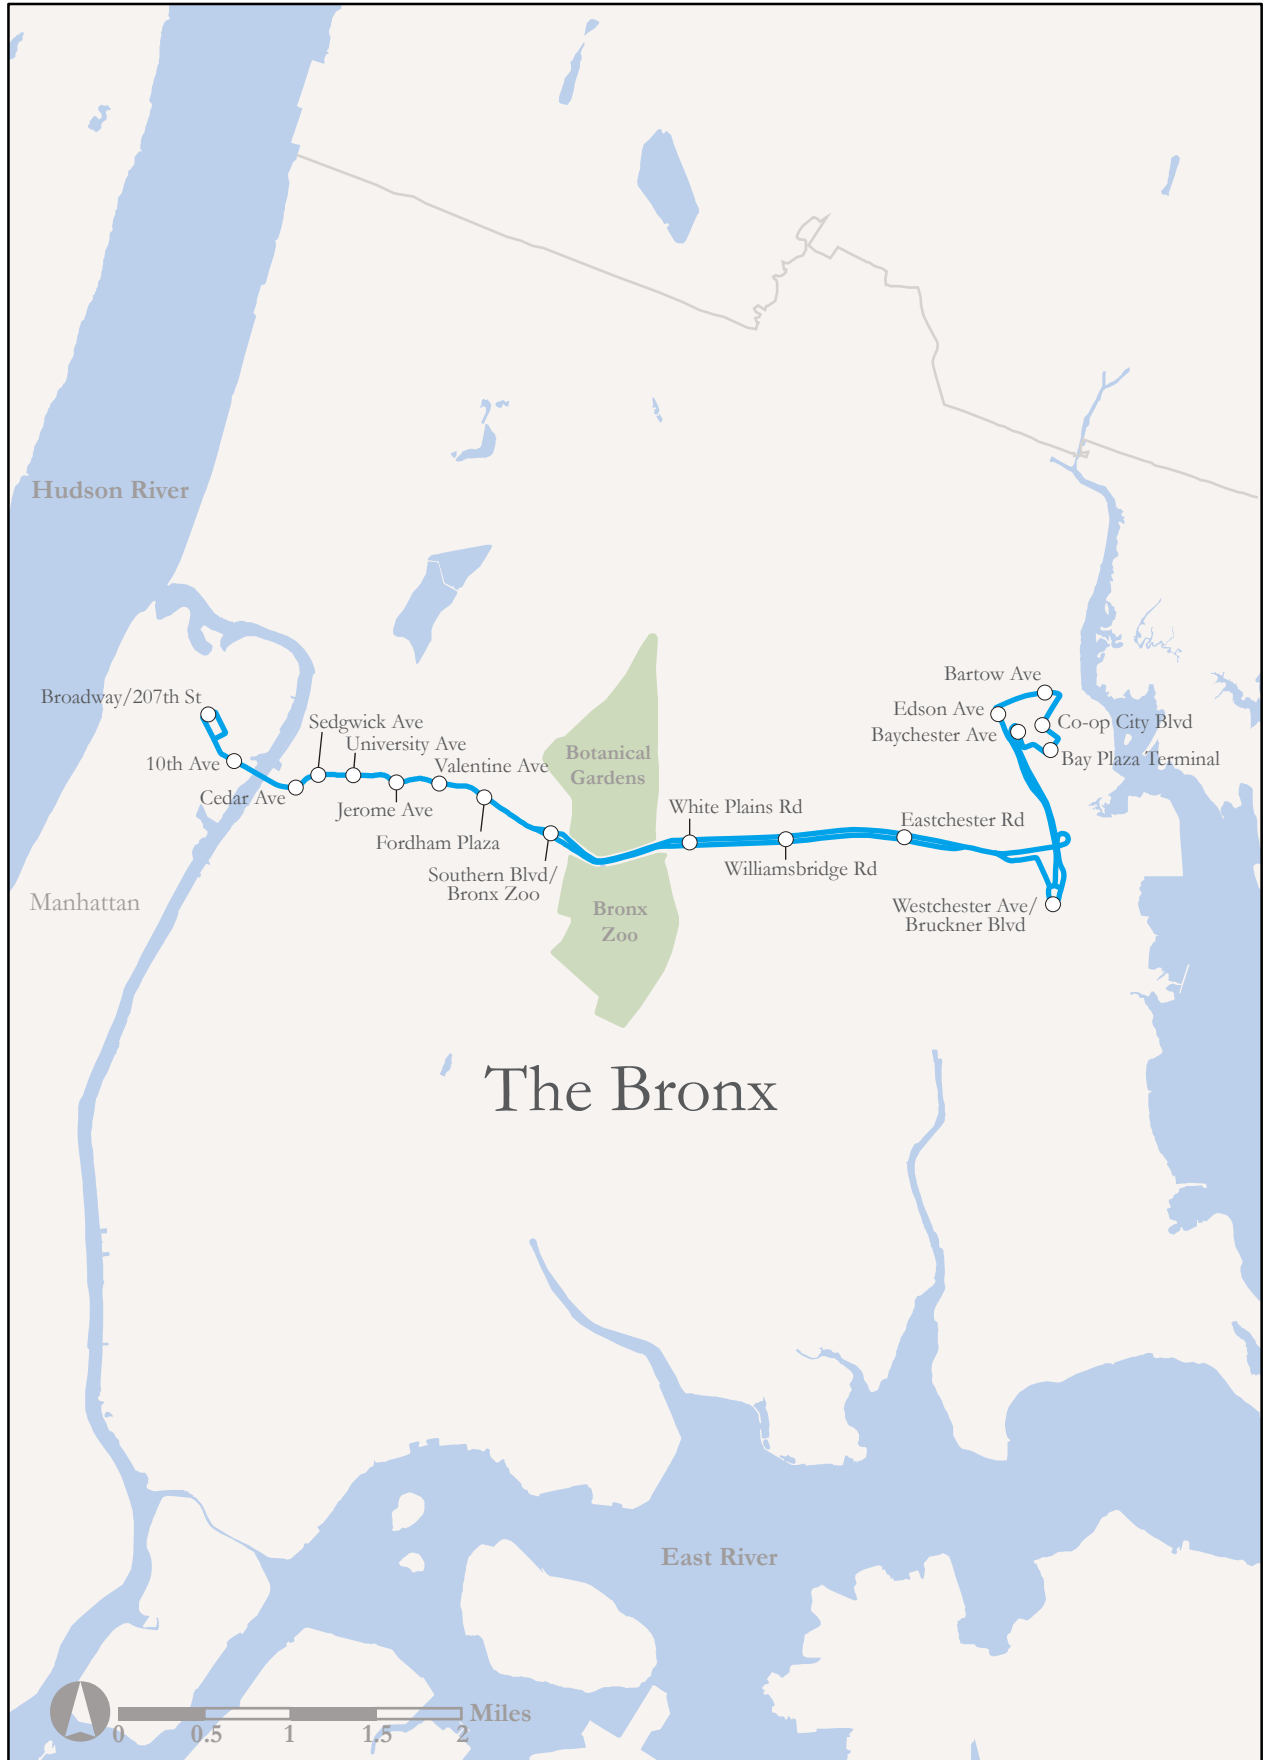 Hudson River
Bartow Ave
Broadway/207th St
Edson Ave
Sedgwick Ave
Co-op City Blvd
Baychester Ave
University Ave
Botanical
Gardens
Bay Plaza Terminal
10th Ave
Valentine Ave
Cedar Ave
Jerome Ave
White Plains Rd
Eastchester Rd
Fordham Plaza
Williamsbridge Rd
Southern Blvd/
Bronx Zoo
Manhattan
Bronx
Zoo
Westchester Ave/
Bruckner Blvd
The Bronx
East River
Miles
0 0.5 1 1.5 2